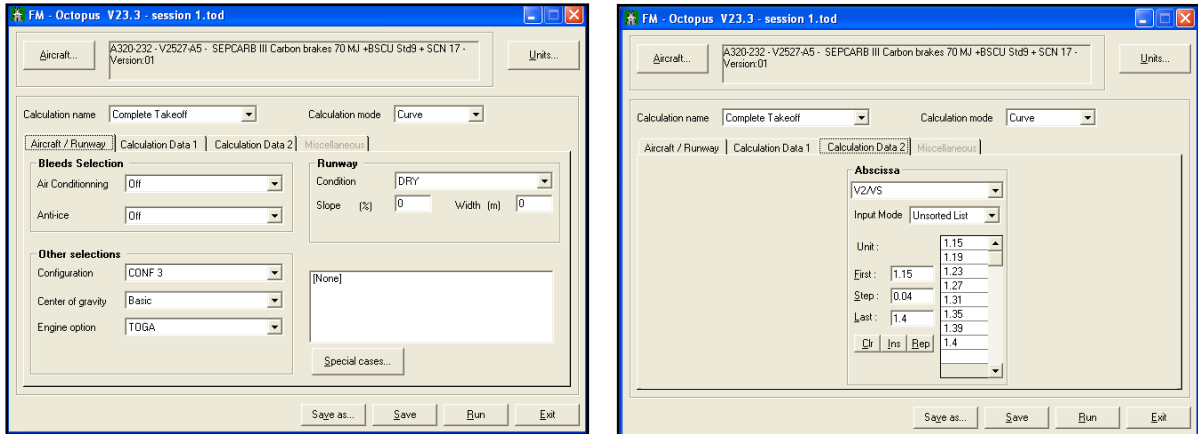 FM - Octopus V23.3 - session 1.tod
Aircraft...
A320-232 - V2527-A5 - SEPCARB III Carbon brakes 70 MJ +BSCU Std9 + SCN 17 -
Version:01
Units...
Calculation name Complete Takeoff Calculation mode Curve
Aircraft / Runway Calculation Data 1 Calculation Data 2 Miscellaneous
Bleeds Selection
Air Conditionning Off
Anti-ice Off
Runway
Condition DRY
Slope (%) 0 Width (m) 0
Other selections
Configuration CONF 3
Center of gravity Basic
Engine option TOGA
[None]
Special cases...
Save as... Save Run Exit
FM - Octopus V23.3 - session 1.tod
Aircraft...
A320-232 - V2527-A5 - SEPCARB III Carbon brakes 70 MJ +BSCU Std9 + SCN 17 -
Version:01
Units...
Calculation name Complete Takeoff Calculation mode Curve
Aircraft / Runway Calculation Data 1 Calculation Data 2 Miscellaneous
Abscissa
V2/VS
Input Mode Unsorted List
Unit :
First : 1.15
Step : 0.04
Last : 1.4
Clr Ins Rep
1.15
1.19
1.23
1.27
1.31
1.35
1.39
1.4
Save as... Save Run Exit